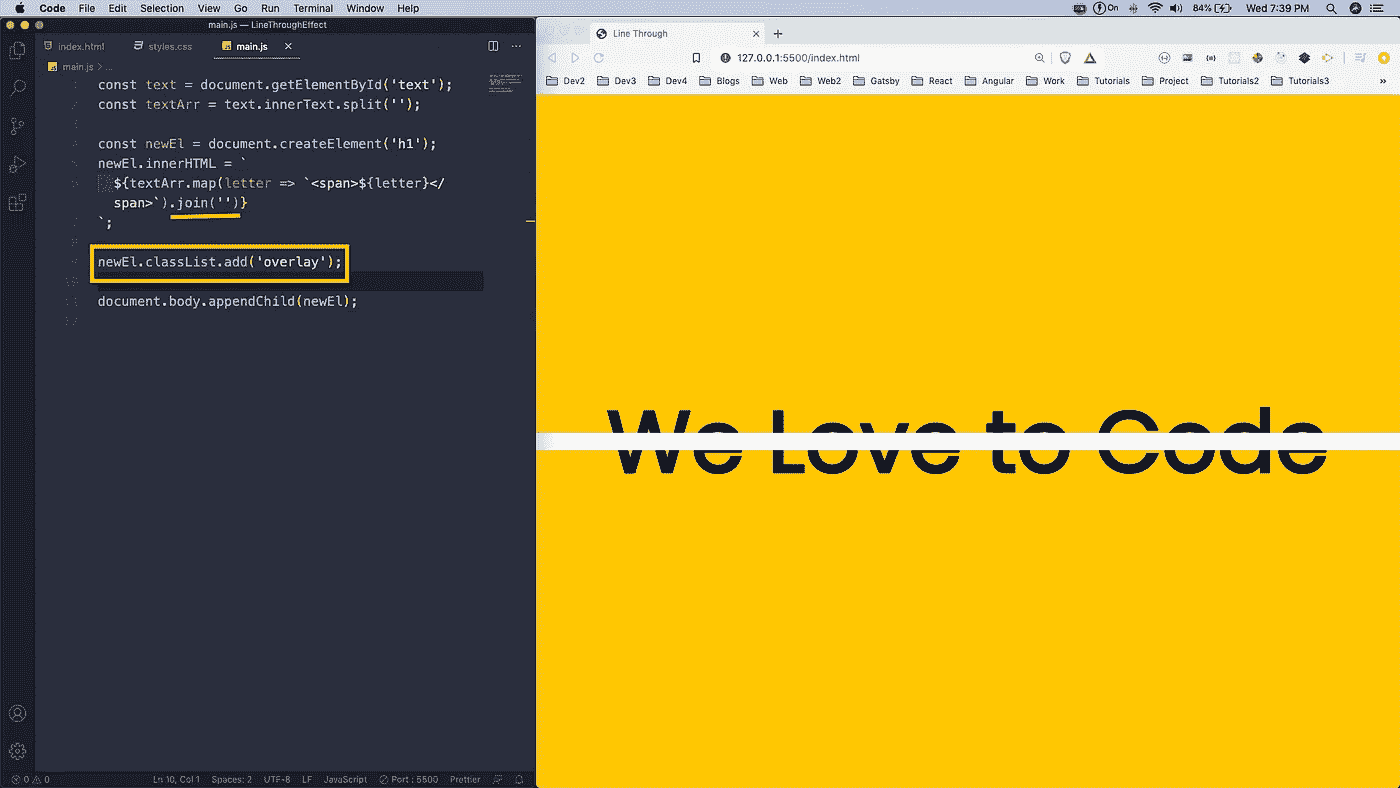 Code File Edit Selection View Go Run Terminal Window Help
On 84% Wed 7:39 PM
main.js — LineThroughEffect
index.html styles.css main.js
main.js > ...
const text = document.getElementById('text');
const textArr = text.innerText.split('');
const newEl = document.createElement('h1');
newEl.innerHTML = `
${textArr.map(letter => `<span>${letter}</
span>`).join('')}
`;
newEl.classList.add('overlay');
document.body.appendChild(newEl);
0 0 Ln 10, Col 1 Spaces: 2 UTF-8 LF JavaScript Port : 5500 Prettier
Line Through
127.0.0.1:5500/index.html
Dev2 Dev3 Dev4 Blogs Web Web2 Gatsby React Angular Work Tutorials Project Tutorials2 Tutorials3 »
We Love to Code